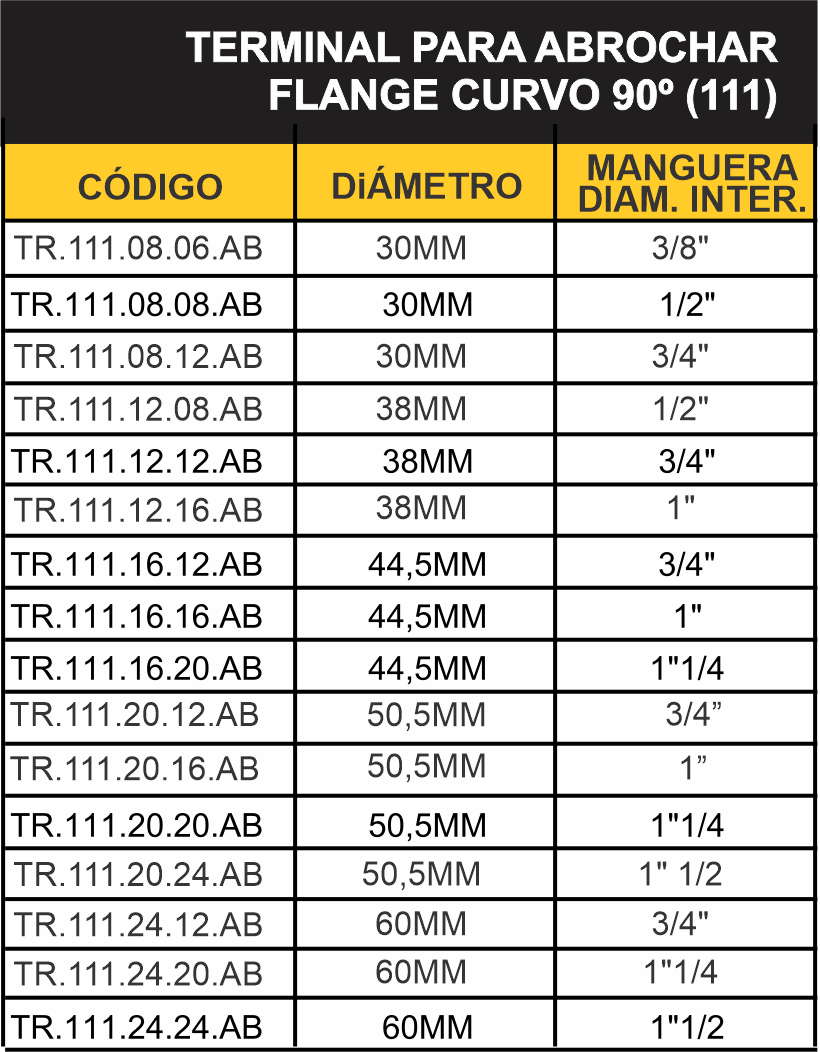 TERMINAL PARA ABROCHAR
FLANGE CURVO 90º (111)
CÓDIGO DiÁMETRO MANGUERA
DIAM. INTER.
TR.111.08.06.AB 30MM 3/8"
TR.111.08.08.AB 30MM 1/2"
TR.111.08.12.AB 30MM 3/4"
TR.111.12.08.AB 38MM 1/2"
TR.111.12.12.AB 38MM 3/4"
TR.111.12.16.AB 38MM 1"
TR.111.16.12.AB 44,5MM 3/4"
TR.111.16.16.AB 44,5MM 1"
TR.111.16.20.AB 44,5MM 1"1/4
TR.111.20.12.AB 50,5MM 3/4”
TR.111.20.16.AB 50,5MM 1”
TR.111.20.20.AB 50,5MM 1"1/4
TR.111.20.24.AB 50,5MM 1" 1/2
TR.111.24.12.AB 60MM 3/4"
TR.111.24.20.AB 60MM 1"1/4
TR.111.24.24.AB 60MM 1"1/2